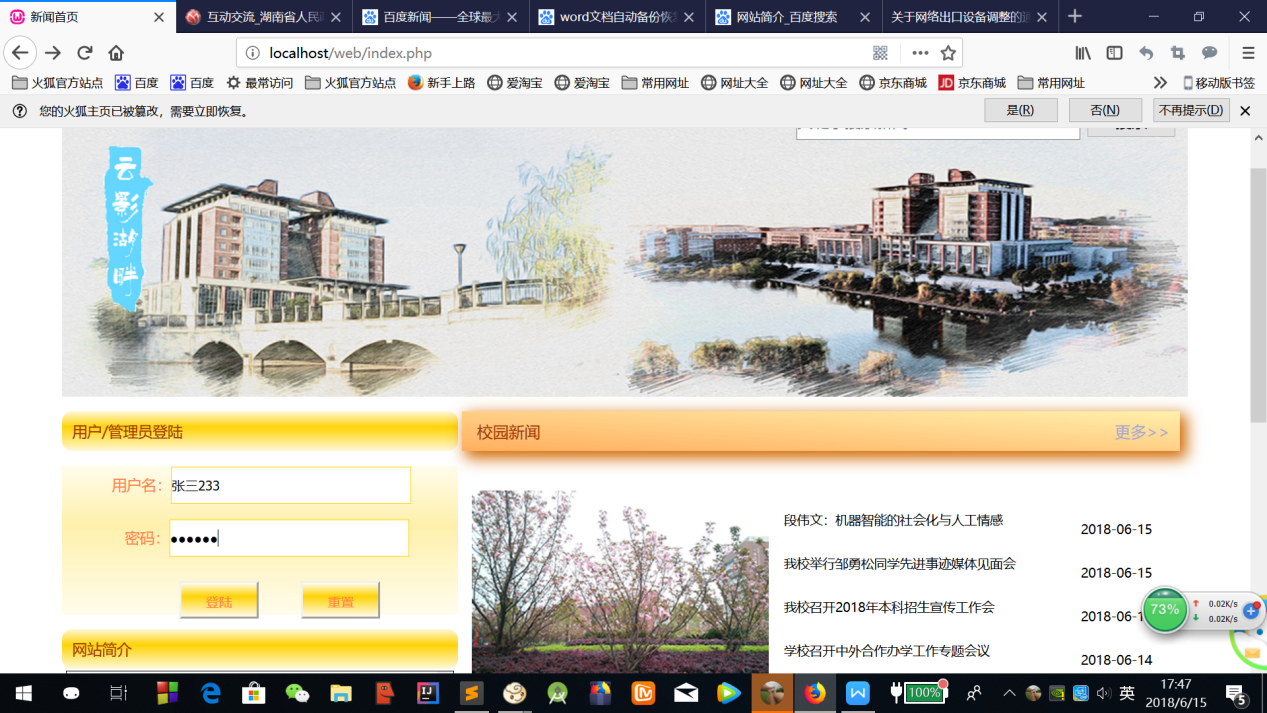 新闻首页
互动交流_湖南省人民
百度新闻——全球最大
word文档自动备份恢复
网站简介_百度搜索
关于网络出口设备调整的
localhost/web/index.php
火狐官方站点 百度 百度 最常访问 火狐官方站点 新手上路 爱淘宝 爱淘宝 常用网址 网址大全 网址大全 京东商城 JD 京东商城 常用网址 移动版书签
您的火狐主页已被篡改，需要立即恢复。 是(R) 否(N) 不再提示(D)
云影湖畔
用户/管理员登陆
用户名： 张三233
密码： ●●●●●●
登陆 重置
网站简介
校园新闻 更多>>
段伟文：机器智能的社会化与人工情感 2018-06-15
我校举行邹勇松同学先进事迹媒体见面会 2018-06-15
我校召开2018年本科招生宣传工作会 2018-06-1
学校召开中外合作办学工作专题会议 2018-06-14
73% 0.02K/s
0.02K/s
100% 英 17:47
2018/6/15 5